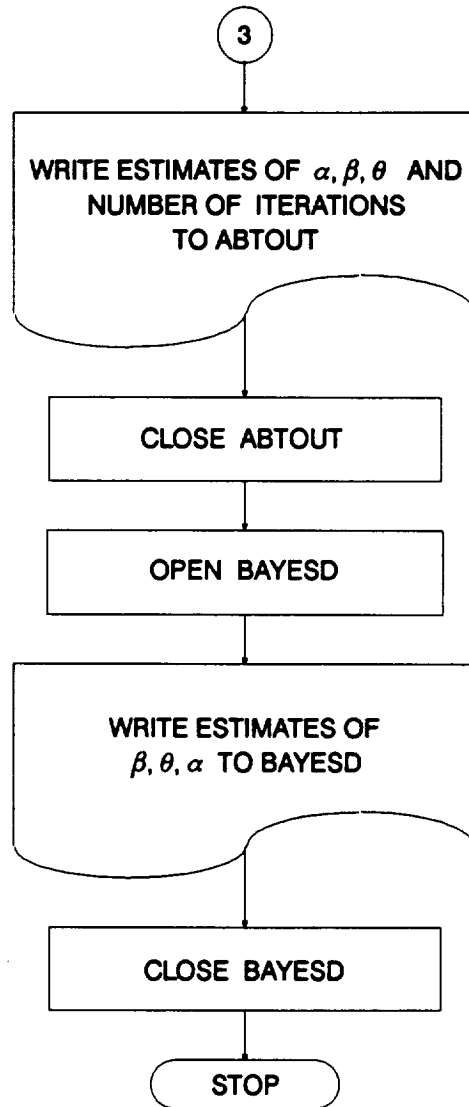 3
WRITE ESTIMATES OF α, β, θ AND
NUMBER OF ITERATIONS
TO ABTOUT
CLOSE ABTOUT
OPEN BAYESD
WRITE ESTIMATES OF
β, θ, α TO BAYESD
CLOSE BAYESD
STOP